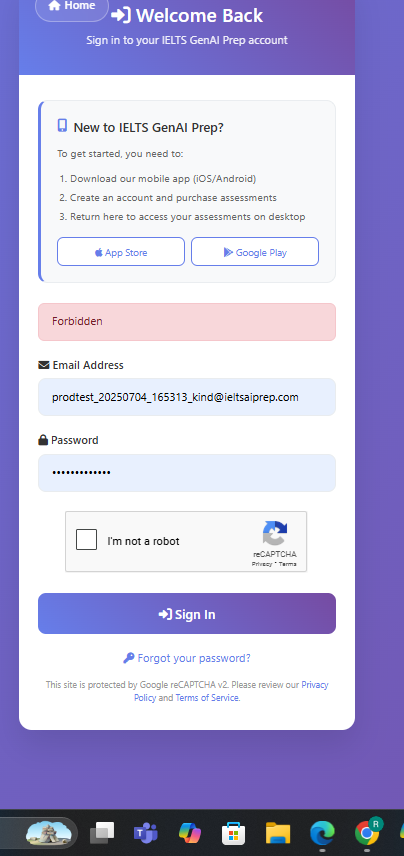 Home
Welcome Back
Sign in to your IELTS GenAI Prep account
New to IELTS GenAI Prep?
To get started, you need to:
1. Download our mobile app (iOS/Android)
2. Create an account and purchase assessments
3. Return here to access your assessments on desktop
App Store
Google Play
Forbidden
Email Address
prodtest_20250704_165313_kind@ieltsaiprep.com
Password
•••••••••••••
I'm not a robot
reCAPTCHA
Privacy - Terms
Sign In
Forgot your password?
This site is protected by Google reCAPTCHA v2. Please review our Privacy
Policy and Terms of Service.
R